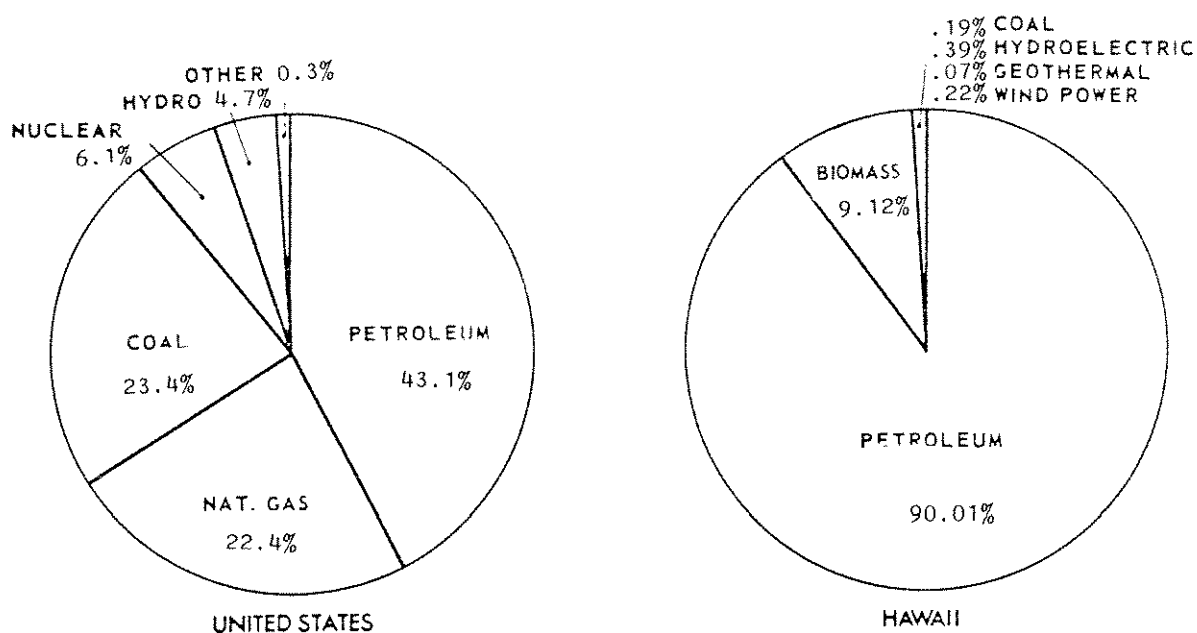 OTHER 0.3%
HYDRO 4.7%
NUCLEAR
6.1%
COAL
23.4%
PETROLEUM
43.1%
NAT. GAS
22.4%
UNITED STATES
.19% COAL
.39% HYDROELECTRIC
.07% GEOTHERMAL
.22% WIND POWER
BIOMASS
9.12%
PETROLEUM
90.01%
HAWAII